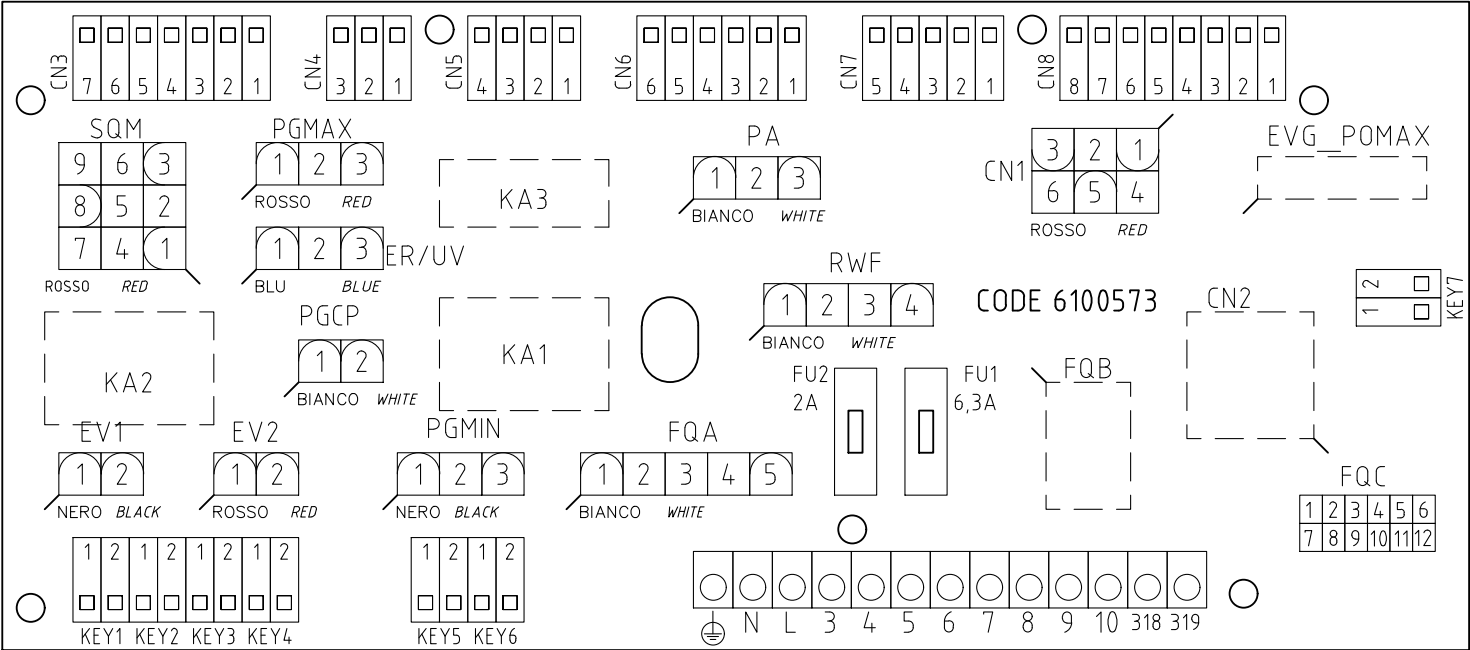 CN3 7 6 5 4 3 2 1
CN4 3 2 1
CN5 4 3 2 1
CN6 6 5 4 3 2 1
CN7 5 4 3 2 1
CN8 8 7 6 5 4 3 2 1
SQM
9 6 3
8 5 2
7 4 1
ROSSO RED
PGMAX
1 2 3
ROSSO RED
1 2 3 ER/UV
BLU BLUE
KA3
PA
1 2 3
BIANCO WHITE
CN1
3 2 1
6 5 4
ROSSO RED
EVG_POMAX
RWF
1 2 3 4
BIANCO WHITE
CODE 6100573
CN2
2
1
KEY7
KA2
PGCP
1 2
BIANCO WHITE
KA1
FU2
2A
FU1
6,3A
FQB
EV1
1 2
NERO BLACK
EV2
1 2
ROSSO RED
PGMIN
1 2 3
NERO BLACK
FQA
1 2 3 4 5
BIANCO WHITE
FQC
1 2 3 4 5 6
7 8 9 10 11 12
1 2 1 2 1 2 1 2
KEY1 KEY2 KEY3 KEY4
1 2 1 2
KEY5 KEY6
N L 3 4 5 6 7 8 9 10 318 319